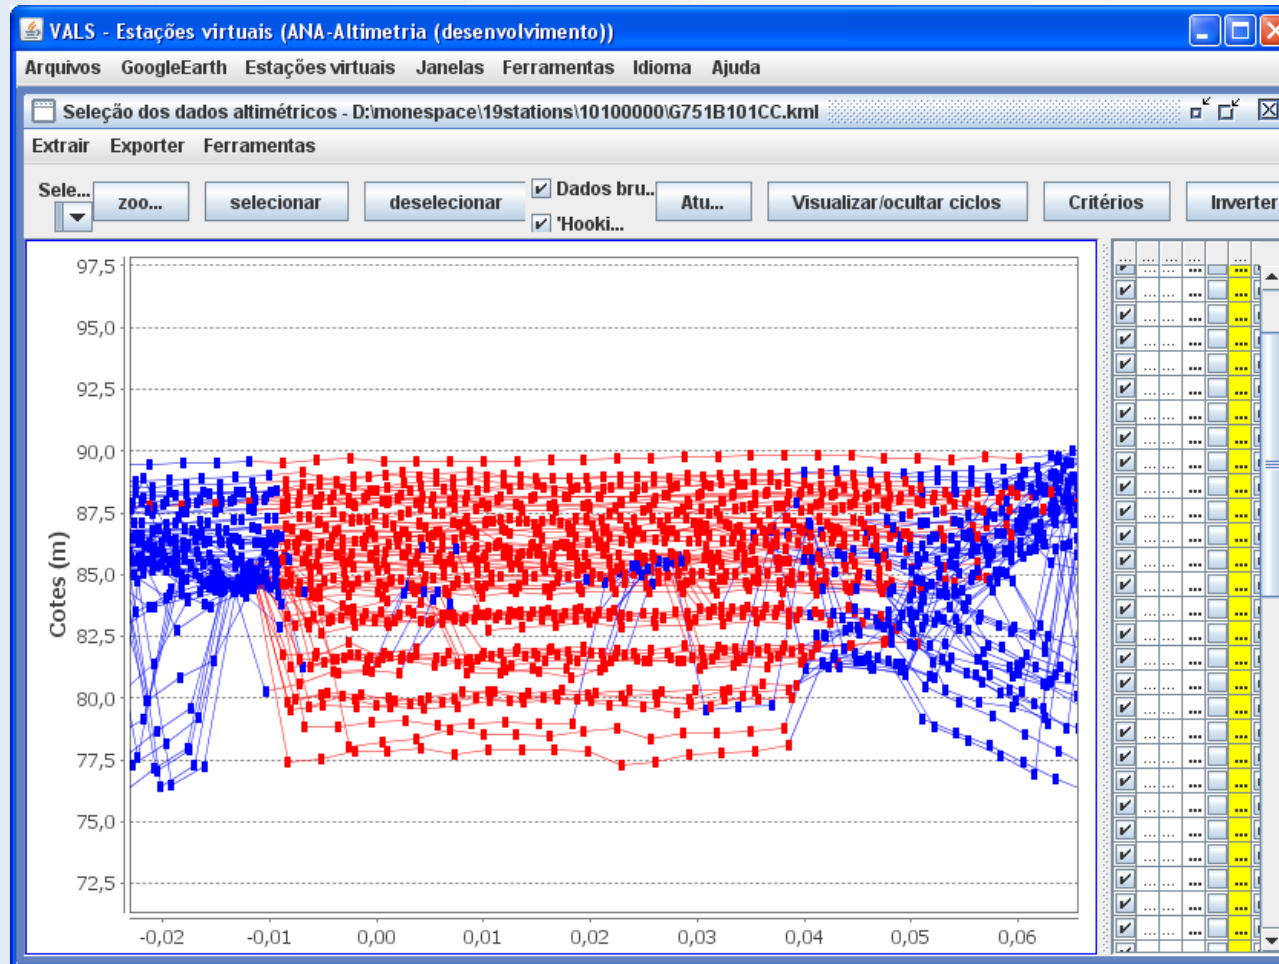 VALS - Estações virtuais (ANA-Altimetria (desenvolvimento))
Arquivos GoogleEarth Estações virtuais Janelas Ferramentas Idioma Ajuda
Seleção dos dados altimétricos - D:\monespace\19stations\10100000\G751B101CC.kml
Extrair Exporter Ferramentas
Sele...
zoo...
selecionar
deselecionar
Dados bru..
'Hooki...
Atu...
Visualizar/ocultar ciclos
Critérios
Inverter
97,5
95,0
92,5
90,0
87,5
85,0
82,5
80,0
77,5
75,0
72,5
Cotes (m)
-0,02 -0,01 0,00 0,01 0,02 0,03 0,04 0,05 0,06